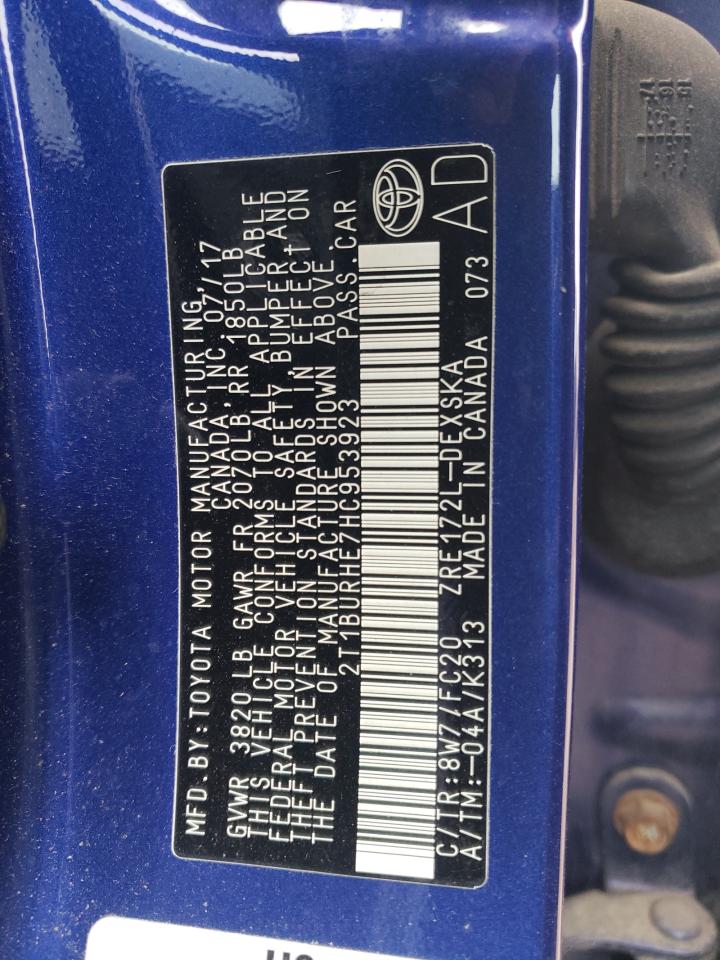 MFD.BY:TOYOTA MOTOR MANUFACTURING,
CANADA, INC. 07/17
GVWR 3820 LB GAWR FR 2070LB, RR 1850LB
THIS VEHICLE CONFORMS TO ALL APPLICABLE
FEDERAL MOTOR VEHICLE SAFETY, BUMPER, AND
THEFT PREVENTION STANDARDS IN EFFECT ON
THE DATE OF MANUFACTURE SHOWN ABOVE.
2T1BURHE7HC953923 PASS.CAR
C/TR:8W7/FC20 ZRE172L-DEXSKA
A/TM:-04A/K313 MADE IN CANADA 073
AD